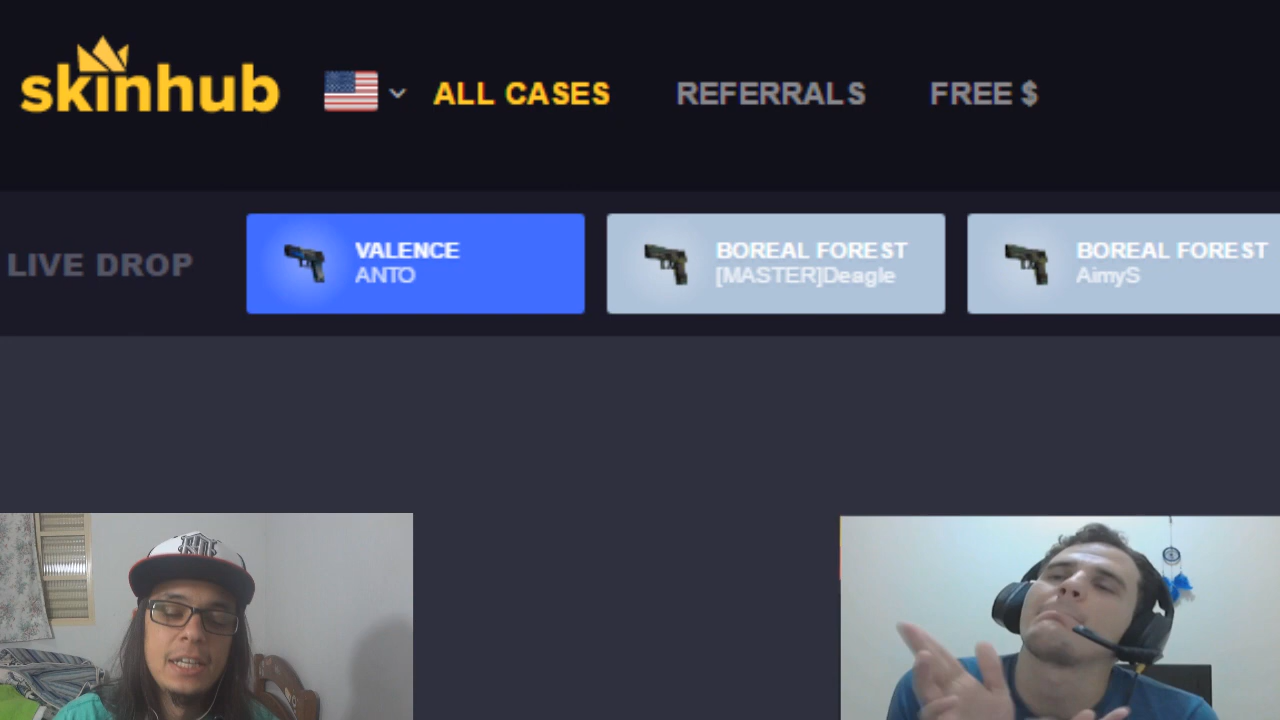 skinhub
ALL CASES
REFERRALS
FREE $
LIVE DROP
VALENCE
ANTO
BOREAL FOREST
[MASTER]Deagle
BOREAL FOREST
AimyS